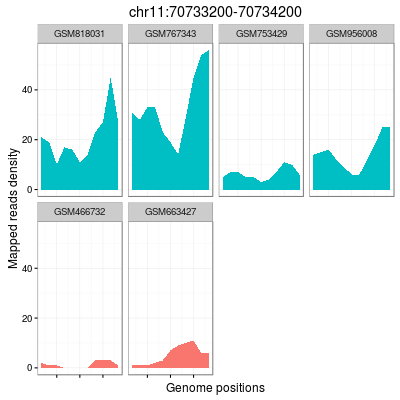 chr11:70733200-70734200
GSM818031 GSM767343 GSM753429 GSM956008
40
20
0
GSM466732 GSM663427
40
20
0
Mapped reads density
Genome positions